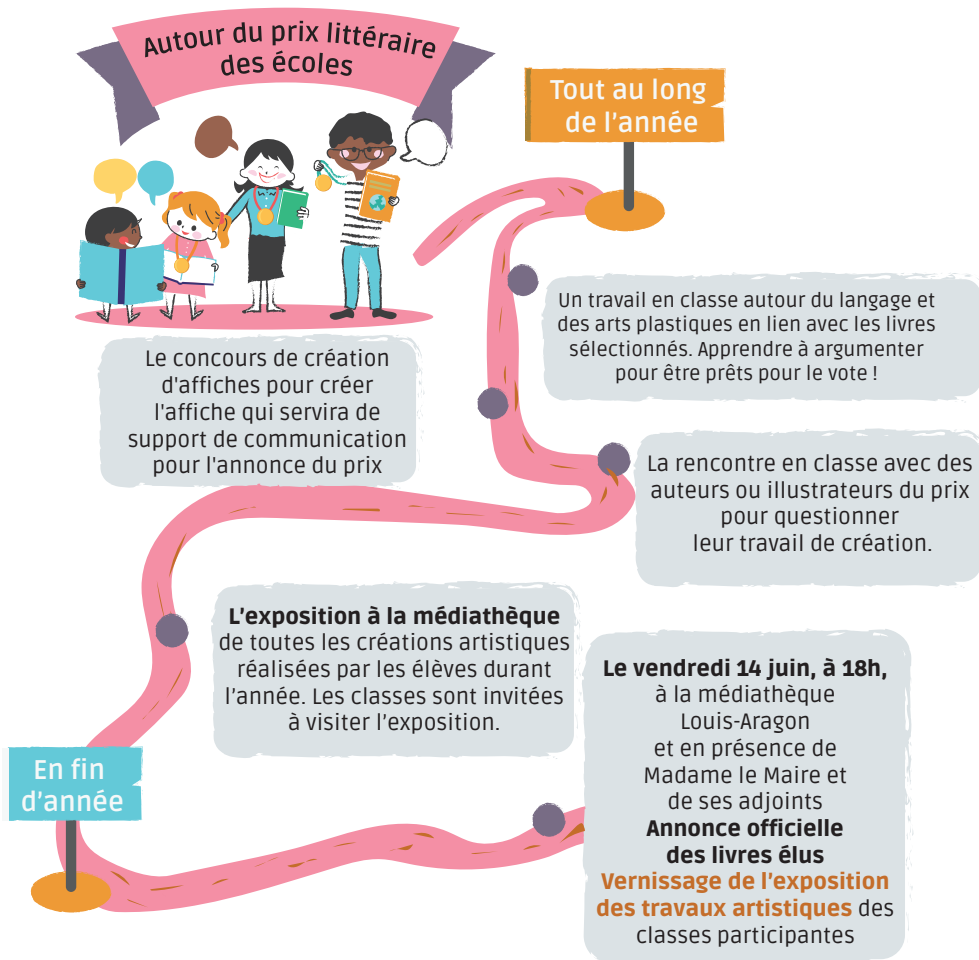 Autour du prix littéraire
des écoles
Tout au long
de l'année
Un travail en classe autour du langage et
des arts plastiques en lien avec les livres
sélectionnés. Apprendre à argumenter
pour être prêts pour le vote !
Le concours de création
d'affiches pour créer
l'affiche qui servira de
support de communication
pour l'annonce du prix
La rencontre en classe avec des
auteurs ou illustrateurs du prix
pour questionner
leur travail de création.
L'exposition à la médiathèque
de toutes les créations artistiques
réalisées par les élèves durant
l'année. Les classes sont invitées
à visiter l'exposition.
En fin
d'année
Le vendredi 14 juin, à 18h,
à la médiathèque
Louis-Aragon
et en présence de
Madame le Maire et
de ses adjoints
Annonce officielle
des livres élus
Vernissage de l'exposition
des travaux artistiques des
classes participantes